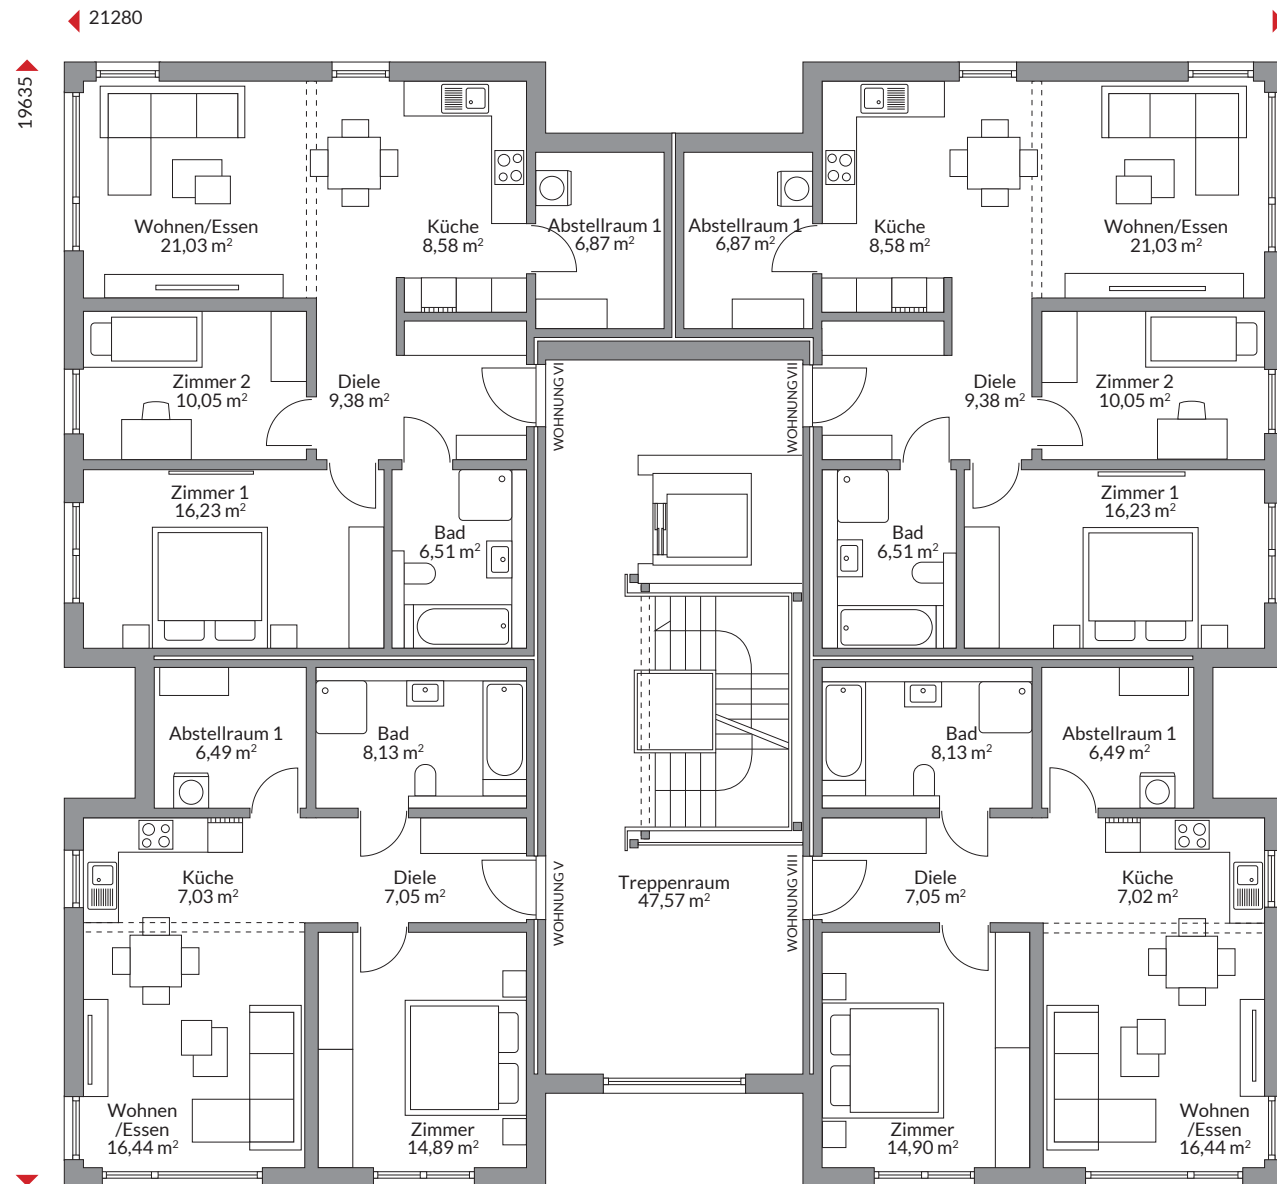 21280
19635
Wohnen/Essen
21,03 m²
Küche
8,58 m²
Abstellraum 1
6,87 m²
Abstellraum 1
6,87 m²
Küche
8,58 m²
Wohnen/Essen
21,03 m²
Zimmer 2
10,05 m²
Diele
9,38 m²
WOHNUNG VI
WOHNUNG VII
Diele
9,38 m²
Zimmer 2
10,05 m²
Zimmer 1
16,23 m²
Bad
6,51 m²
Bad
6,51 m²
Zimmer 1
16,23 m²
Abstellraum 1
6,49 m²
Bad
8,13 m²
Bad
8,13 m²
Abstellraum 1
6,49 m²
Küche
7,03 m²
Diele
7,05 m²
WOHNUNG V
Treppenraum
47,57 m²
WOHNUNG VIII
Diele
7,05 m²
Küche
7,02 m²
Wohnen
/Essen
16,44 m²
Zimmer
14,89 m²
Zimmer
14,90 m²
Wohnen
/Essen
16,44 m²